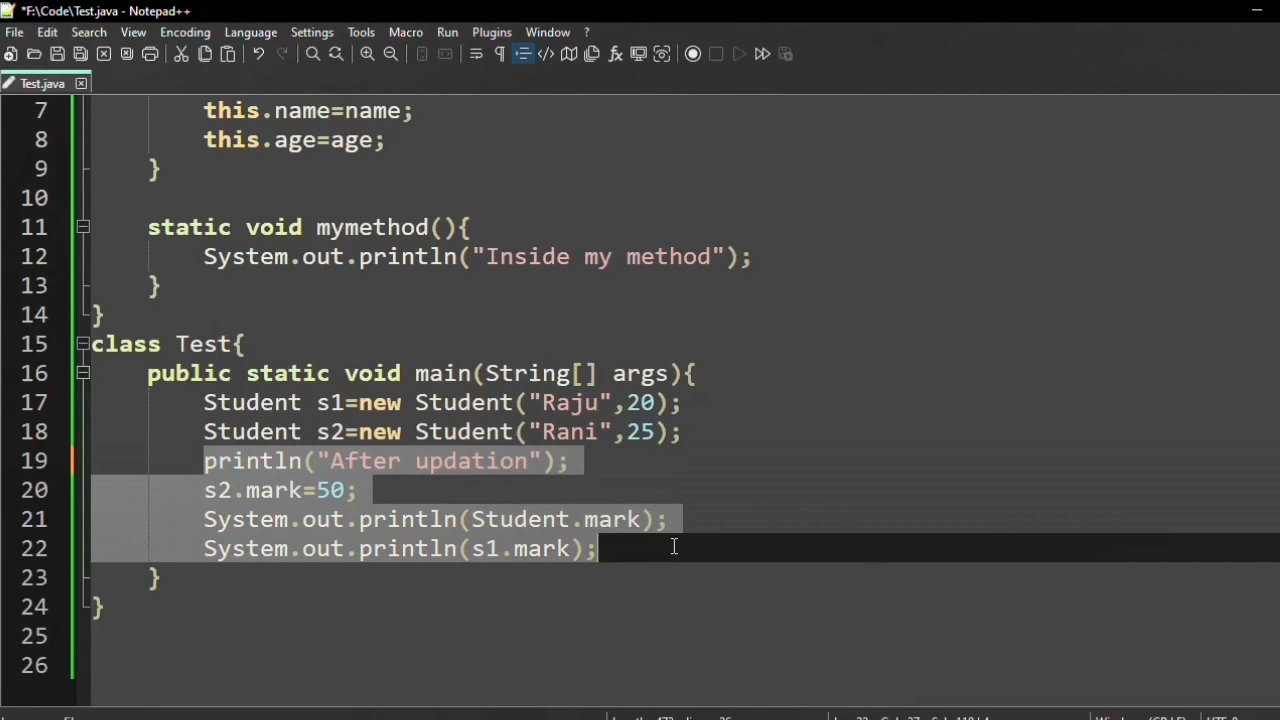 *F:\Code\Test.java - Notepad++
File Edit Search View Encoding Language Settings Tools Macro Run Plugins Window ?
Test.java
7 this.name=name;
8 this.age=age;
9 }
10
11 static void mymethod(){
12 System.out.println("Inside my method");
13 }
14 }
15 class Test{
16 public static void main(String[] args){
17 Student s1=new Student("Raju",20);
18 Student s2=new Student("Rani",25);
19 println("After updation");
20 s2.mark=50;
21 System.out.println(Student.mark);
22 System.out.println(s1.mark);
23 }
24 }
25
26